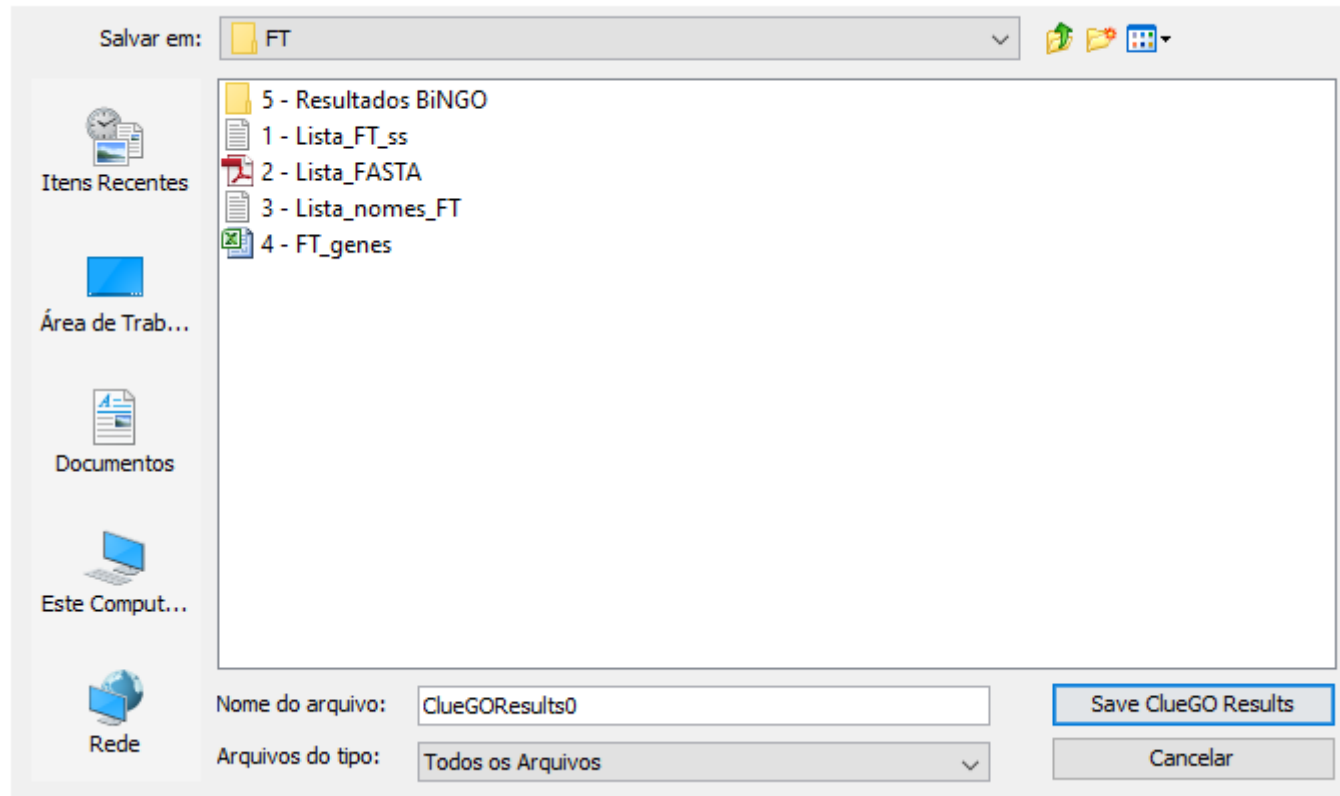 Salvar em:
FT
5 - Resultados BiNGO
1 - Lista_FT_ss
2 - Lista_FASTA
3 - Lista_nomes_FT
4 - FT_genes
Itens Recentes
Área de Trab...
Documentos
Este Comput...
Rede
Nome do arquivo:
ClueGOResults0
Save ClueGO Results
Arquivos do tipo:
Todos os Arquivos
Cancelar